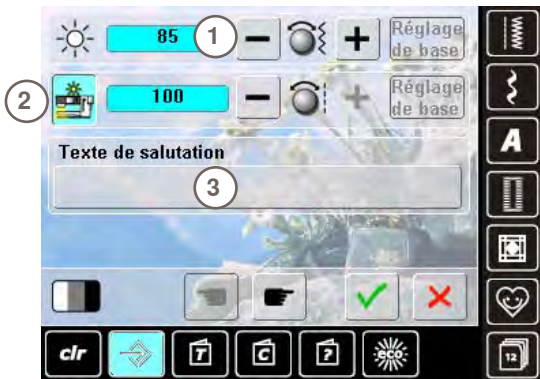 85
1
Réglage
de base
2
100
Réglage
de base
Texte de salutation
3
A
clr
T
C
?
eco
12